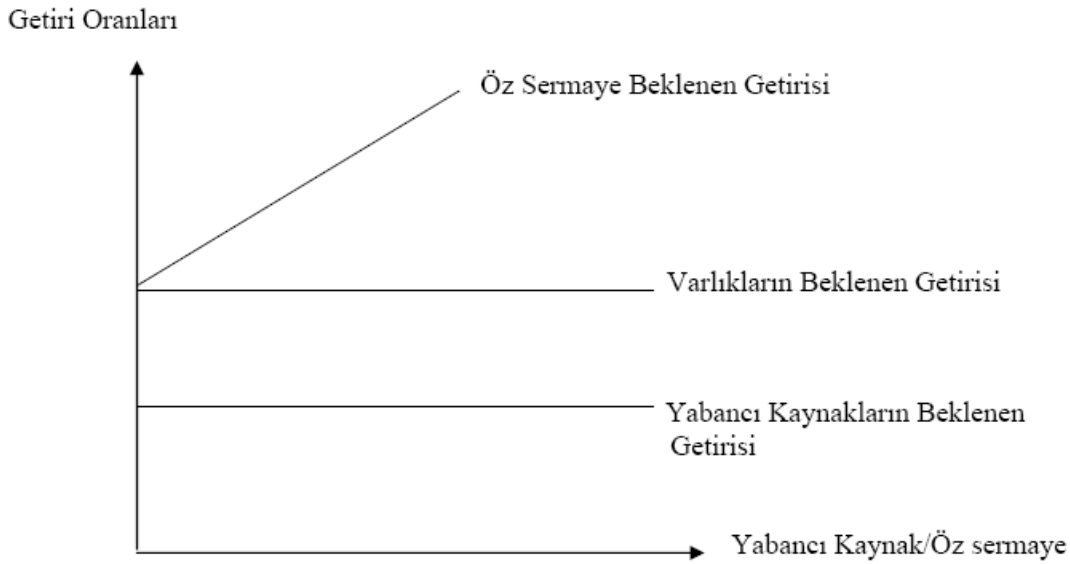 Getiri Oranları
Öz Sermaye Beklenen Getirisi
Varlıkların Beklenen Getirisi
Yabancı Kaynakların Beklenen
Getirisi
Yabancı Kaynak/Öz sermaye